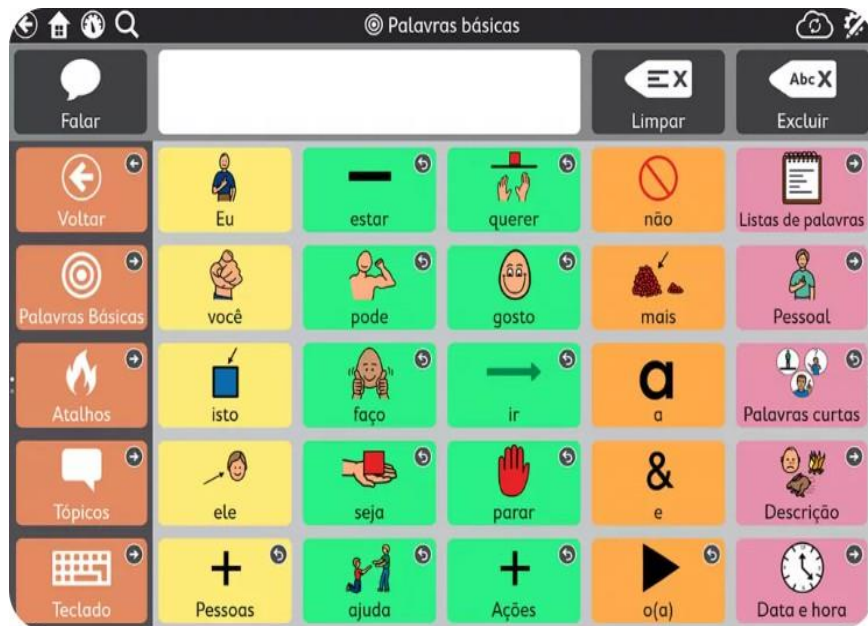 Palavras básicas
Falar
Limpar
Abc X
Excluir
Voltar
Eu
estar
querer
não
Listas de palavras
Palavras Básicas
você
pode
gosto
mais
Pessoal
Atalhos
isto
faço
ir
a
a
Palavras curtas
Tópicos
ele
seja
parar
&
e
Descrição
Teclado
Pessoas
ajuda
Ações
o(a)
Data e hora